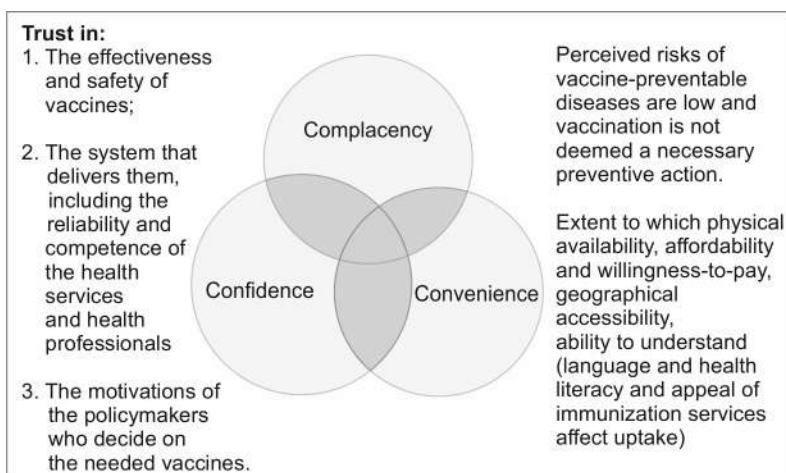 Trust in:
1. The effectiveness
and safety of
vaccines;
2. The system that
delivers them,
including the
reliability and
competence of
the health
services
and health
professionals
3. The motivations of
the policymakers
who decide on
the needed vaccines.
Complacency
Confidence
Convenience
Perceived risks of
vaccine-preventable
diseases are low and
vaccination is not
deemed a necessary
preventive action.
Extent to which physical
availability, affordability
and willingness-to-pay,
geographical
accessibility,
ability to understand
(language and health
literacy and appeal of
immunization services
affect uptake)